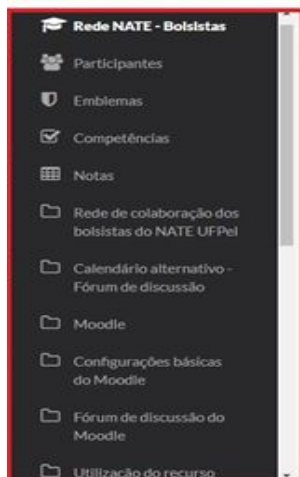 Rede NATE - Bolsistas
Participantes
Emblemas
Competências
Notas
Rede de colaboração dos
bolsistas do NATE UFPel
Calendário alternativo -
Fórum de discussão
Moodle
Configurações básicas
do Moodle
Fórum de discussão do
Moodle
Utilização do recurso